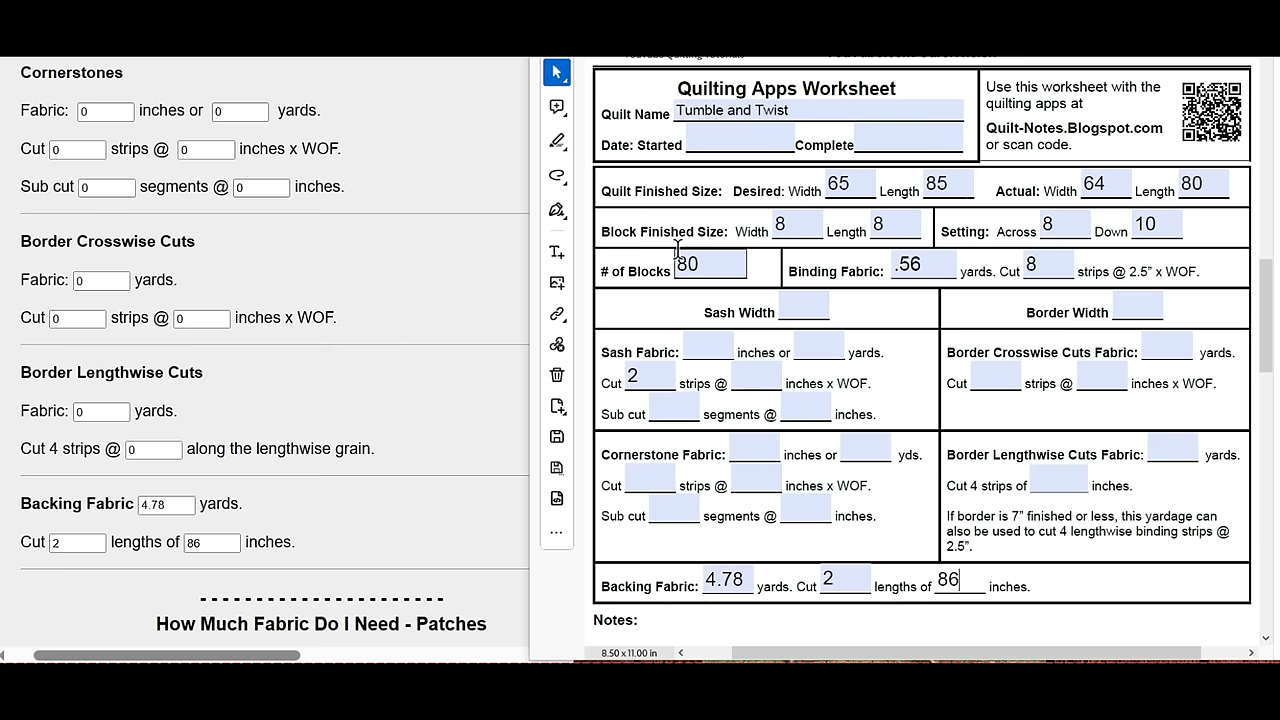 Cornerstones
Fabric: 0 inches or 0 yards.
Cut 0 strips @ 0 inches x WOF.
Sub cut 0 segments @ 0 inches.
Border Crosswise Cuts
Fabric: 0 yards.
Cut 0 strips @ 0 inches x WOF.
Border Lengthwise Cuts
Fabric: 0 yards.
Cut 4 strips @ 0 along the lengthwise grain.
Backing Fabric 4.78 yards.
Cut 2 lengths of 86 inches.
- - - - - - - - - - - - - - - - - - - - - -
How Much Fabric Do I Need - Patches
Quilting Apps Worksheet
Quilt Name Tumble and Twist
Date: Started Complete
Use this worksheet with the
quilting apps at
Quilt-Notes.Blogspot.com
or scan code.
Quilt Finished Size: Desired: Width 65 Length 85 Actual: Width 64 Length 80
Block Finished Size: Width 8 Length 8 Setting: Across 8 Down 10
# of Blocks 80 Binding Fabric: .56 yards. Cut 8 strips @ 2.5” x WOF.
Sash Width
Border Width
Sash Fabric: inches or yards.
Cut 2 strips @ inches x WOF.
Sub cut segments @ inches.
Border Crosswise Cuts Fabric: yards.
Cut strips @ inches x WOF.
Cornerstone Fabric: inches or yds.
Cut strips @ inches x WOF.
Sub cut segments @ inches.
Border Lengthwise Cuts Fabric: yards.
Cut 4 strips of inches.
If border is 7” finished or less, this yardage can
also be used to cut 4 lengthwise binding strips @
2.5”.
Backing Fabric: 4.78 yards. Cut 2 lengths of 86 inches.
Notes:
8.50 x 11.00 in